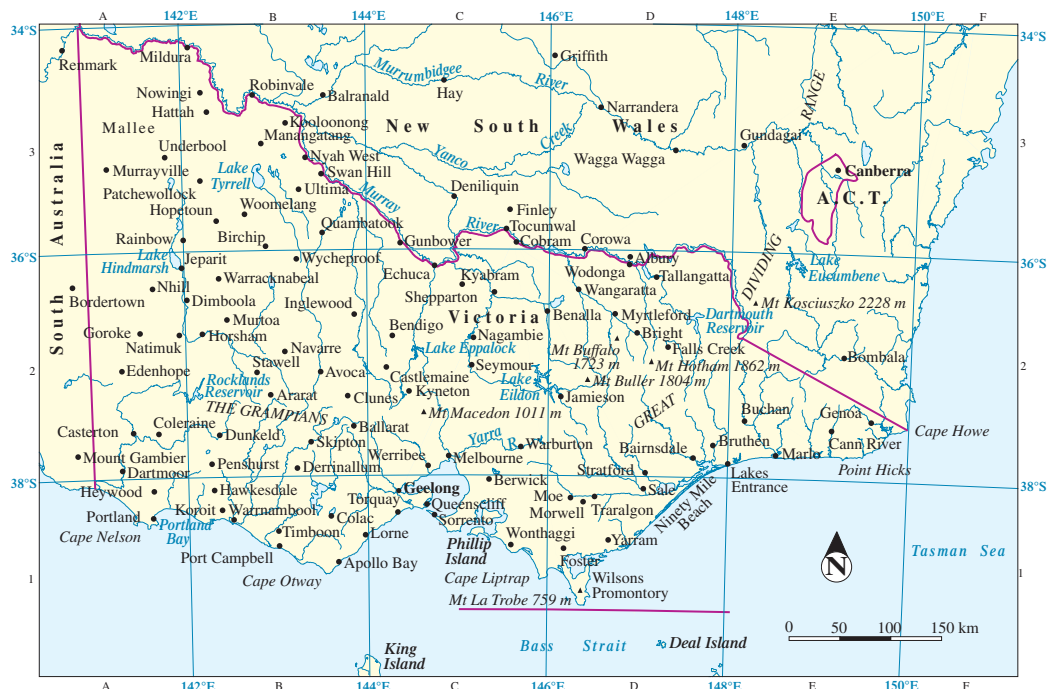 A
142°E
B
144°E
C
146°E
D
148°E
E
150°E
F
34°S
34°S
Renmark
Mildura
Griffith
Murrumbidgee
River
Hay
RANGE
Nowingi
Robinvale
Balranald
Hattah
Narrandera
Mallee
Kooloonong
New South Wales
Creek
Manangatang
Gundagai
3
3
Underbool
Nyah West
Yanco
Wagga Wagga
Murrayville
Lake
Tyrrell
Swan Hill
Canberra
Patchewollock
Ultima
Murray
Deniliquin
A.C.T.
Hopetoun
Woomelang
Finley
South Australia
Quambatook
River
Tocumwal
Rainbow
Birchip
Gunbower
Cobram
Corowa
DIVIDING
36°S
36°S
Lake
Hindmarsh
Jeparit
Wycheproof
Albury
Lake
Eucumbene
Echuca
Kyabram
Wodonga
Tallangatta
Nhill
Warracknabeal
Wangaratta
Bordertown
Dimboola
Inglewood
Shepparton
Mt Kosciuszko 2228 m
Murtoa
Victoria
Benalla
Myrtleford
Dartmouth
Reservoir
Goroke
Horsham
Bendigo
Nagambie
Bright
Natimuk
Navarre
Lake Eppalock
Mt Buffalo
1723 m
Falls Creek
Bombala
Edenhope
Stawell
Avoca
Castlemaine
Seymour
Mt Hotham 1862 m
2
2
Rocklands
Reservoir
Kyneton
Lake
Eildon
Mt Buller 1804 m
Ararat
Clunes
Jamieson
GREAT
THE GRAMPIANS
Mt Macedon 1011 m
Buchan
Genoa
Coleraine
Ballarat
Casterton
Dunkeld
Skipton
Yarra R.
Warburton
Bairnsdale
Bruthen
Cann River
Cape Howe
Mount Gambier
Penshurst
Derrinallum
Werribee
Melbourne
Marlo
Point Hicks
Dartmoor
Stratford
Lakes
Entrance
38°S
38°S
Heywood
Hawkesdale
Geelong
Berwick
Sale
Torquay
Moe
Ninety Mile
Beach
Portland
Koroit
Warrnambool
Queenscliff
Morwell
Traralgon
Colac
Sorrento
Portland
Bay
Cape Nelson
Timboon
Lorne
Wonthaggi
Yarram
Phillip
Island
Tasman Sea
Port Campbell
Apollo Bay
Foster
N
1
1
Cape Otway
Cape Liptrap
Wilsons
Promontory
Mt La Trobe 759 m
0 50 100 150 km
Bass Strait
Deal Island
King
Island
A
142°E
B
144°E
C
146°E
D
148°E
E
150°E
F